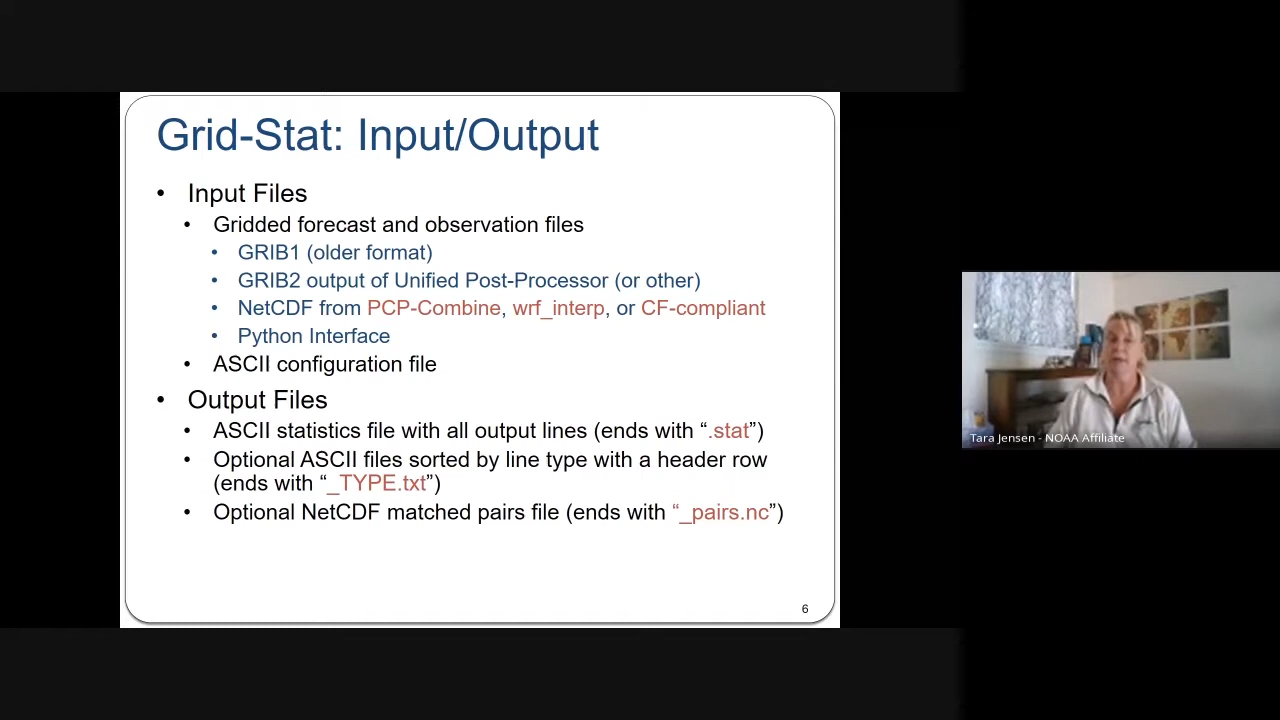 Grid-Stat: Input/Output
• Input Files
• Gridded forecast and observation files
• GRIB1 (older format)
• GRIB2 output of Unified Post-Processor (or other)
• NetCDF from PCP-Combine, wrf_interp, or CF-compliant
• Python Interface
• ASCII configuration file
• Output Files
• ASCII statistics file with all output lines (ends with “.stat”)
• Optional ASCII files sorted by line type with a header row
(ends with “_TYPE.txt”)
• Optional NetCDF matched pairs file (ends with “_pairs.nc”)
6
Tara Jensen - NOAA Affiliate